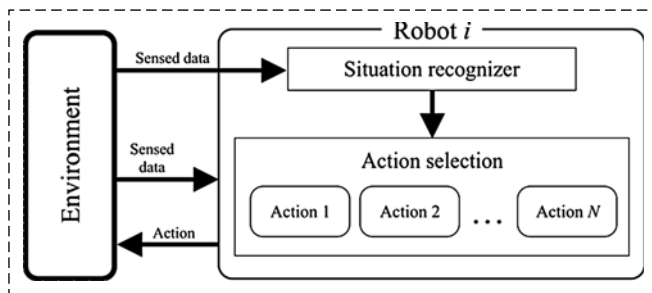 Robot i
Sensed data
Situation recognizer
Environment
Sensed
data
Action selection
Action 1
Action 2
...
Action N
Action